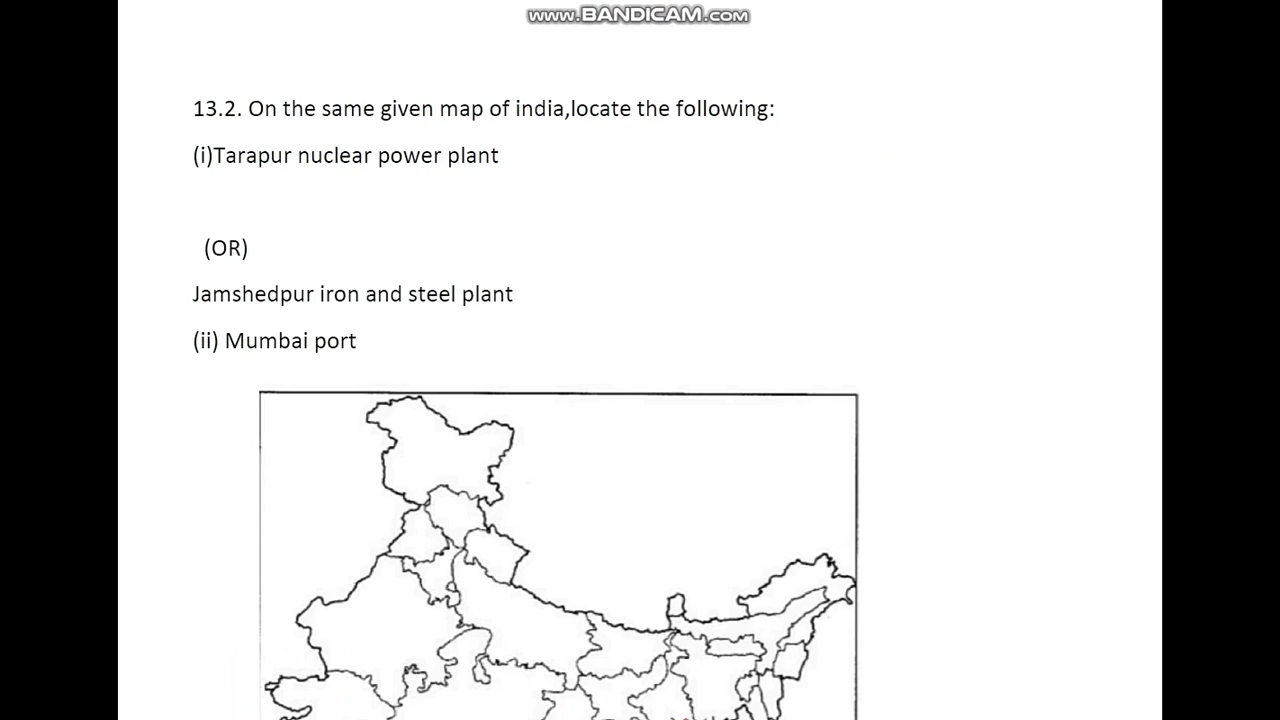 www.BANDICAM.com
13.2. On the same given map of india,locate the following:
(i)Tarapur nuclear power plant
(OR)
Jamshedpur iron and steel plant
(ii) Mumbai port